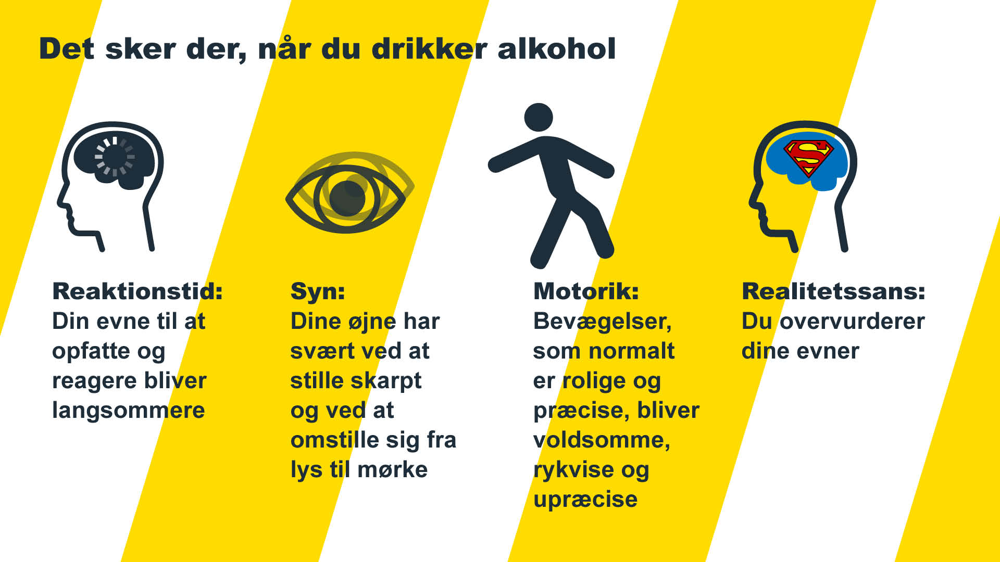 Det sker der, når du drikker alkohol
S
Reaktionstid:
Din evne til at
opfatte og
reagere bliver
langsommere
Syn:
Dine øjne har
svært ved at
stille skarpt
og ved at
omstille sig fra
lys til mørke
Motorik:
Bevægelser,
som normalt
er rolige og
præcise, bliver
voldsomme,
rykvise og
upræcise
Realitetssans:
Du overvurderer
dine evner